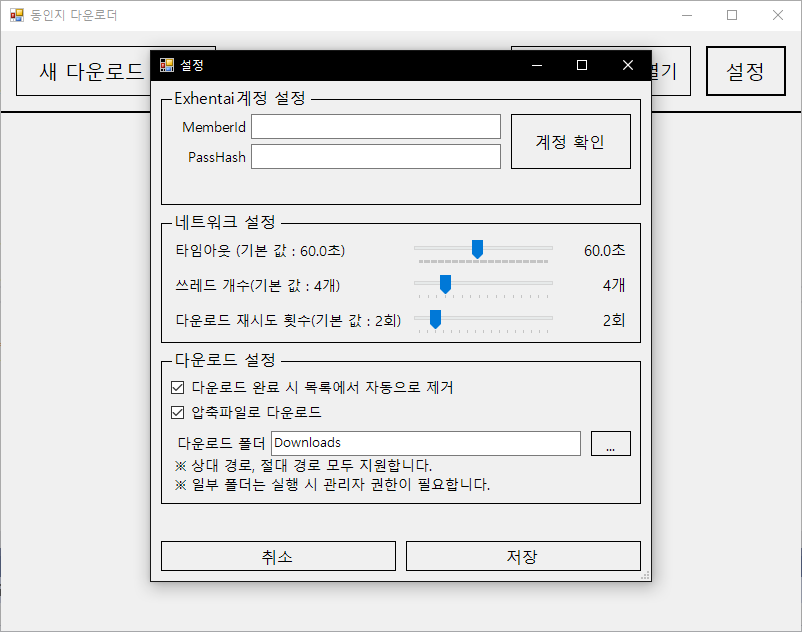 동인지 다운로더
새 다운로드
설정
설정
Exhentai계정 설정
MemberId
PassHash
계정 확인
네트워크 설정
타임아웃 (기본 값 : 60.0초)
60.0초
쓰레드 개수(기본 값 : 4개)
4개
다운로드 재시도 횟수(기본 값 : 2회)
2회
다운로드 설정
다운로드 완료 시 목록에서 자동으로 제거
압축파일로 다운로드
다운로드 폴더
Downloads
...
※ 상대 경로, 절대 경로 모두 지원합니다.
※ 일부 폴더는 실행 시 관리자 권한이 필요합니다.
취소
저장